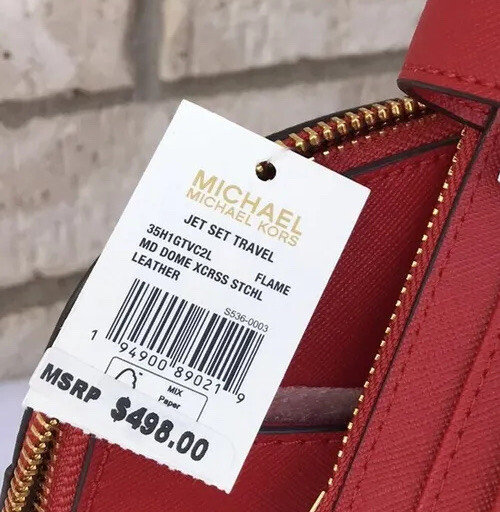 MICHAEL
MICHAEL KORS
JET SET TRAVEL
35H1GTVC2L FLAME
MD DOME XCRSS STCHL
LEATHER
S536-0003
1 94900 89021 9
MIX
Paper
MSRP $498.00